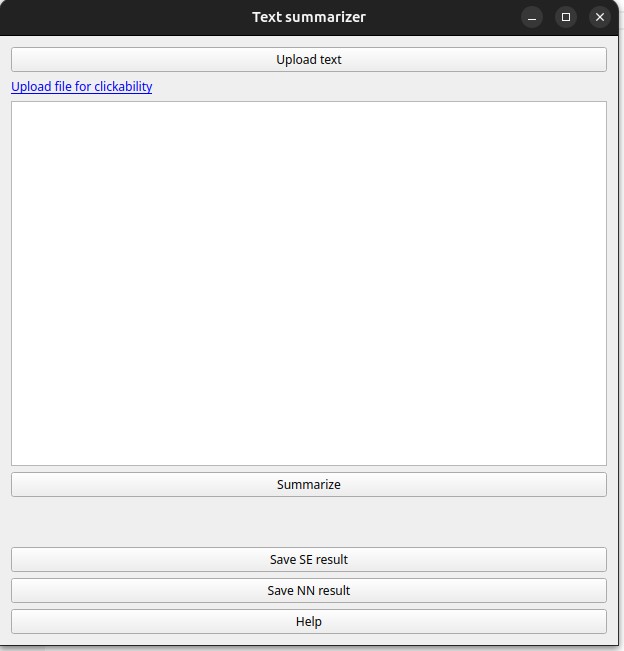 Text summarizer
Upload text
Upload file for clickability
Summarize
Save SE result
Save NN result
Help